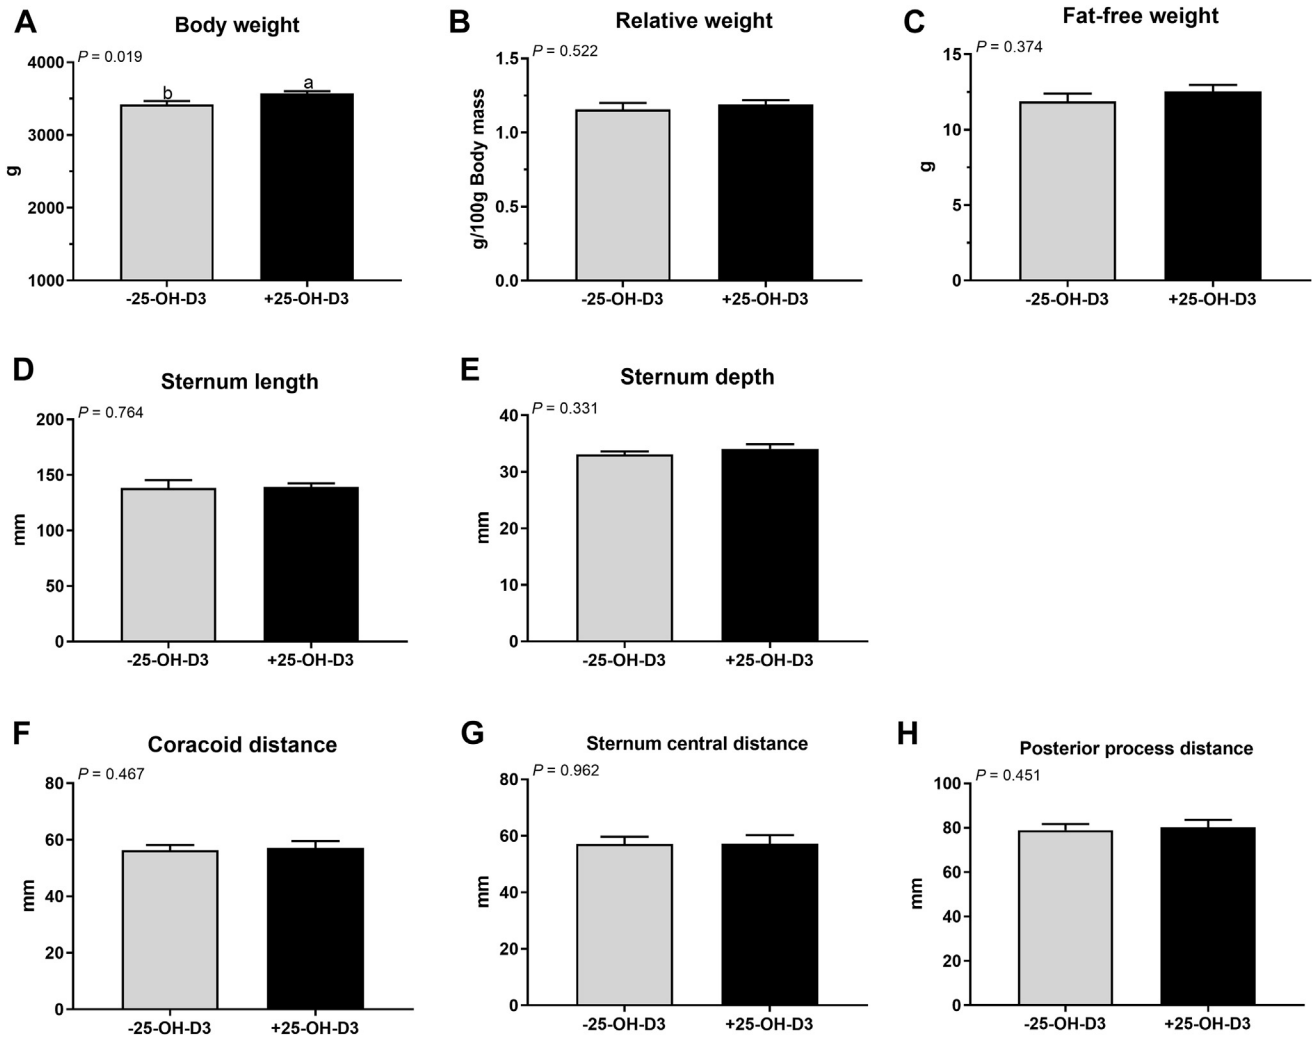 A
Body weight
P = 0.019
4000
3000
2000
1000
g
b
a
-25-OH-D3
+25-OH-D3
B
Relative weight
P = 0.522
1.5
1.0
0.5
0.0
g/100g Body mass
-25-OH-D3
+25-OH-D3
C
Fat-free weight
P = 0.374
15
10
5
0
g
-25-OH-D3
+25-OH-D3
D
Sternum length
P = 0.764
200
150
100
50
0
mm
-25-OH-D3
+25-OH-D3
E
Sternum depth
P = 0.331
40
30
20
10
0
mm
-25-OH-D3
+25-OH-D3
F
Coracoid distance
P = 0.467
80
60
40
20
0
mm
-25-OH-D3
+25-OH-D3
G
Sternum central distance
P = 0.962
80
60
40
20
0
mm
-25-OH-D3
+25-OH-D3
H
Posterior process distance
P = 0.451
100
80
60
40
20
0
mm
-25-OH-D3
+25-OH-D3